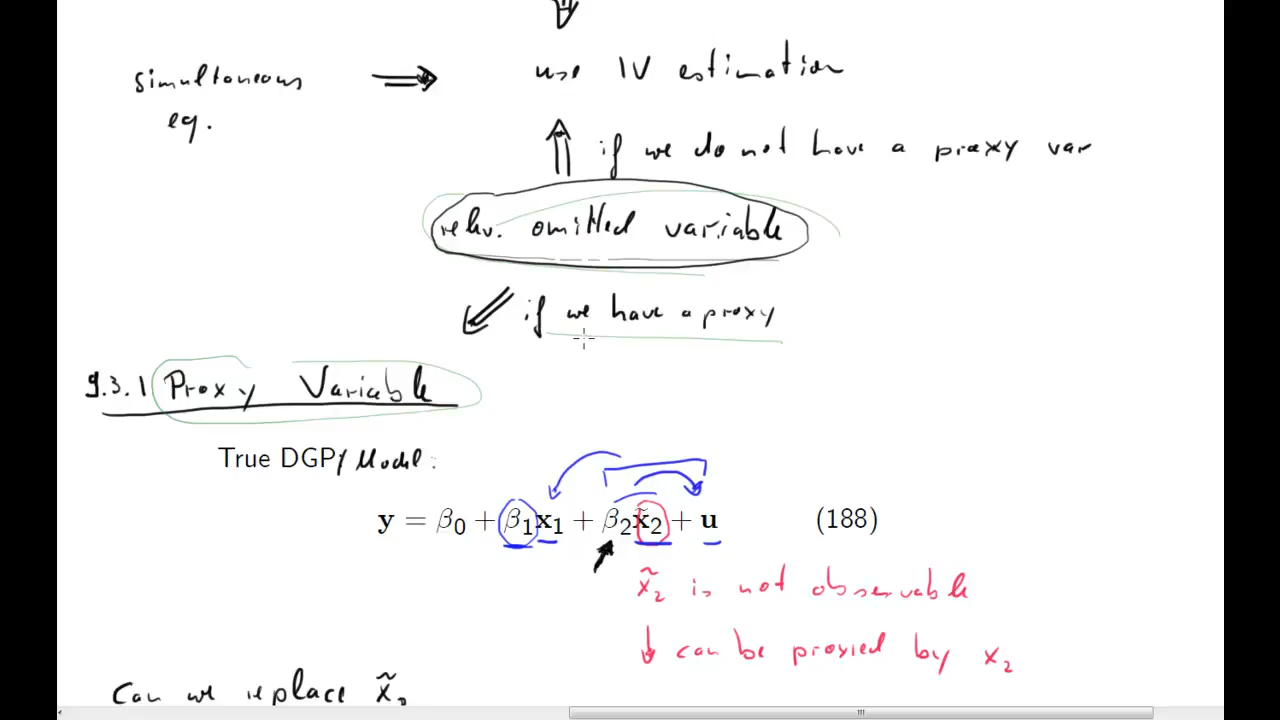 use IV estimation
simultaneous
eq.
if we do not have a proxy var
relev. omitted variable
if we have a proxy
9.3.1 Proxy Variable
True DGP/Model:
y = β₀ + β₁x₁ + β₂x̃₂ + u (188)
x̃₂ is not observable
↓ can be proxied by x₂
Can we replace x̃₂